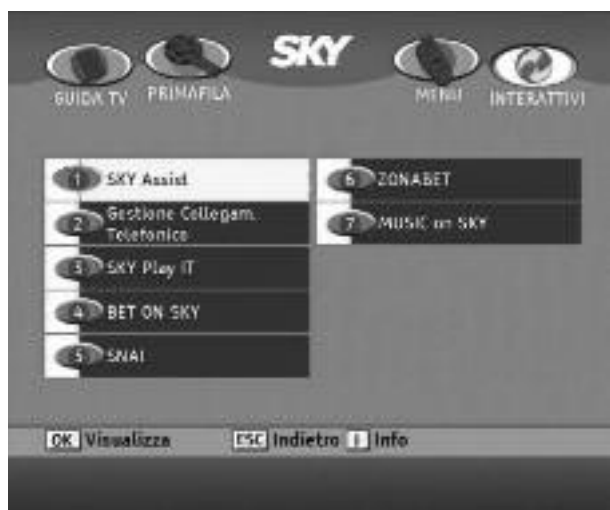 SKY
GUIDA TV
PRIMAFILA
MENU
INTERATTIVI
1 SKY Assist
2 Gestione Collegam.
Telefonico
3 SKY Play IT
4 BET ON SKY
5 SNAI
6 ZONABET
7 MUSIC on SKY
OK Visualizza
ESC Indietro
i Info